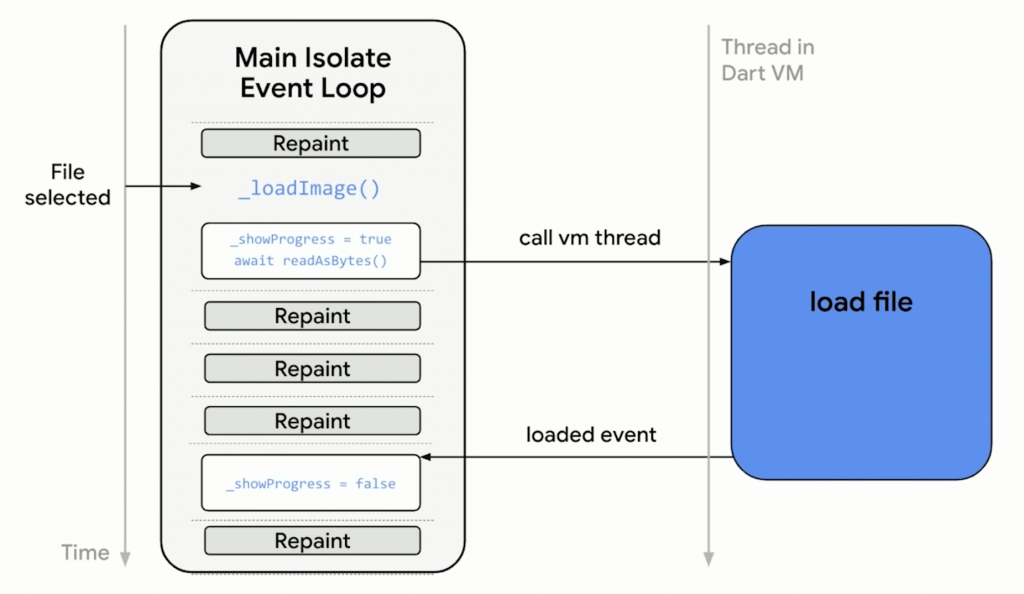 Main Isolate
Event Loop
Thread in
Dart VM
Repaint
File
selected
_loadImage()
_showProgress = true
await readAsBytes()
call vm thread
load file
Repaint
Repaint
Repaint
loaded event
_showProgress = false
Repaint
Time